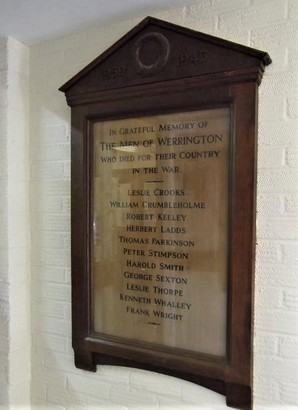 1939 1945
IN GRATEFUL MEMORY OF
THE MEN OF WERRINGTON
WHO DIED FOR THEIR COUNTRY
IN THE WAR.
LESLIE CROOKS
WILLIAM CRUMBLEHOLME
ROBERT KEELEY
HERBERT LADDS
THOMAS PARKINSON
PETER STIMPSON
HAROLD SMITH
GEORGE SEXTON
LESLIE THORPE
KENNETH WHALLEY
FRANK WRIGHT